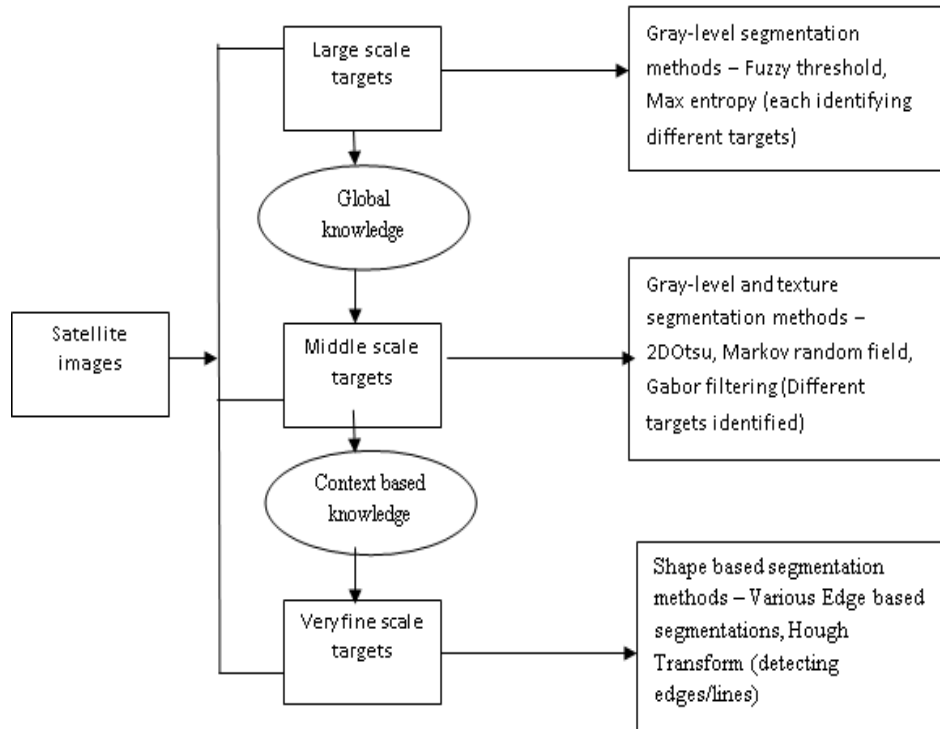 Large scale
targets
Gray-level segmentation
methods – Fuzzy threshold,
Max entropy (each identifying
different targets)
Global
knowledge
Satellite
images
Middle scale
targets
Gray-level and texture
segmentation methods –
2DOtsu, Markov random field,
Gabor filtering (Different
targets identified)
Context based
knowledge
Veryfine scale
targets
Shape based segmentation
methods – Various Edge based
segmentations, Hough
Transform (detecting
edges/lines)